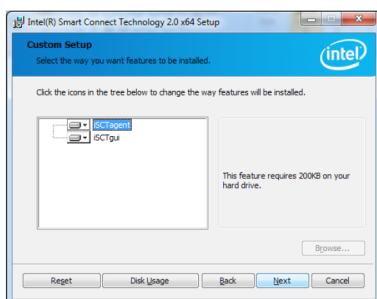 Intel(R) Smart Connect Technology 2.0 x64 Setup
Custom Setup
Select the way you want features to be installed.
intel
Click the icons in the tree below to change the way features will be installed.
iSCTagent
iSCTgui
This feature requires 200KB on your
hard drive.
Browse...
Reset
Disk Usage
Back
Next
Cancel